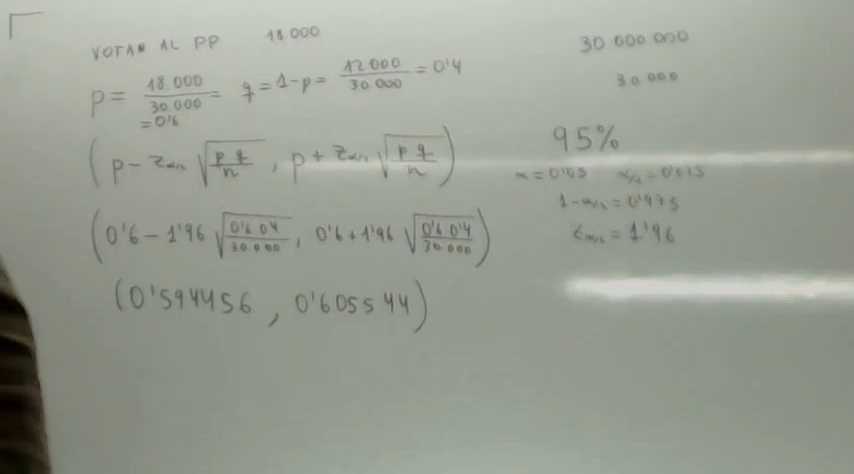 VOTAN AL PP 18.000
p = 18.000/30.000 = 0'6 q = 1-p = 12 000/30.000 = 0'4
(p - zα/2 √(p q/n), p + zα/2 √(p q/n))
(0'6 - 1'96 √(0'6 0'4/30.000), 0'6 + 1'96 √(0'6 0'4/30.000))
(0'594456, 0'605544)
30 000 000
30.000
95%
α = 0'05 α/2 = 0'025
1-α/2 = 0'975
zα/2 = 1'96